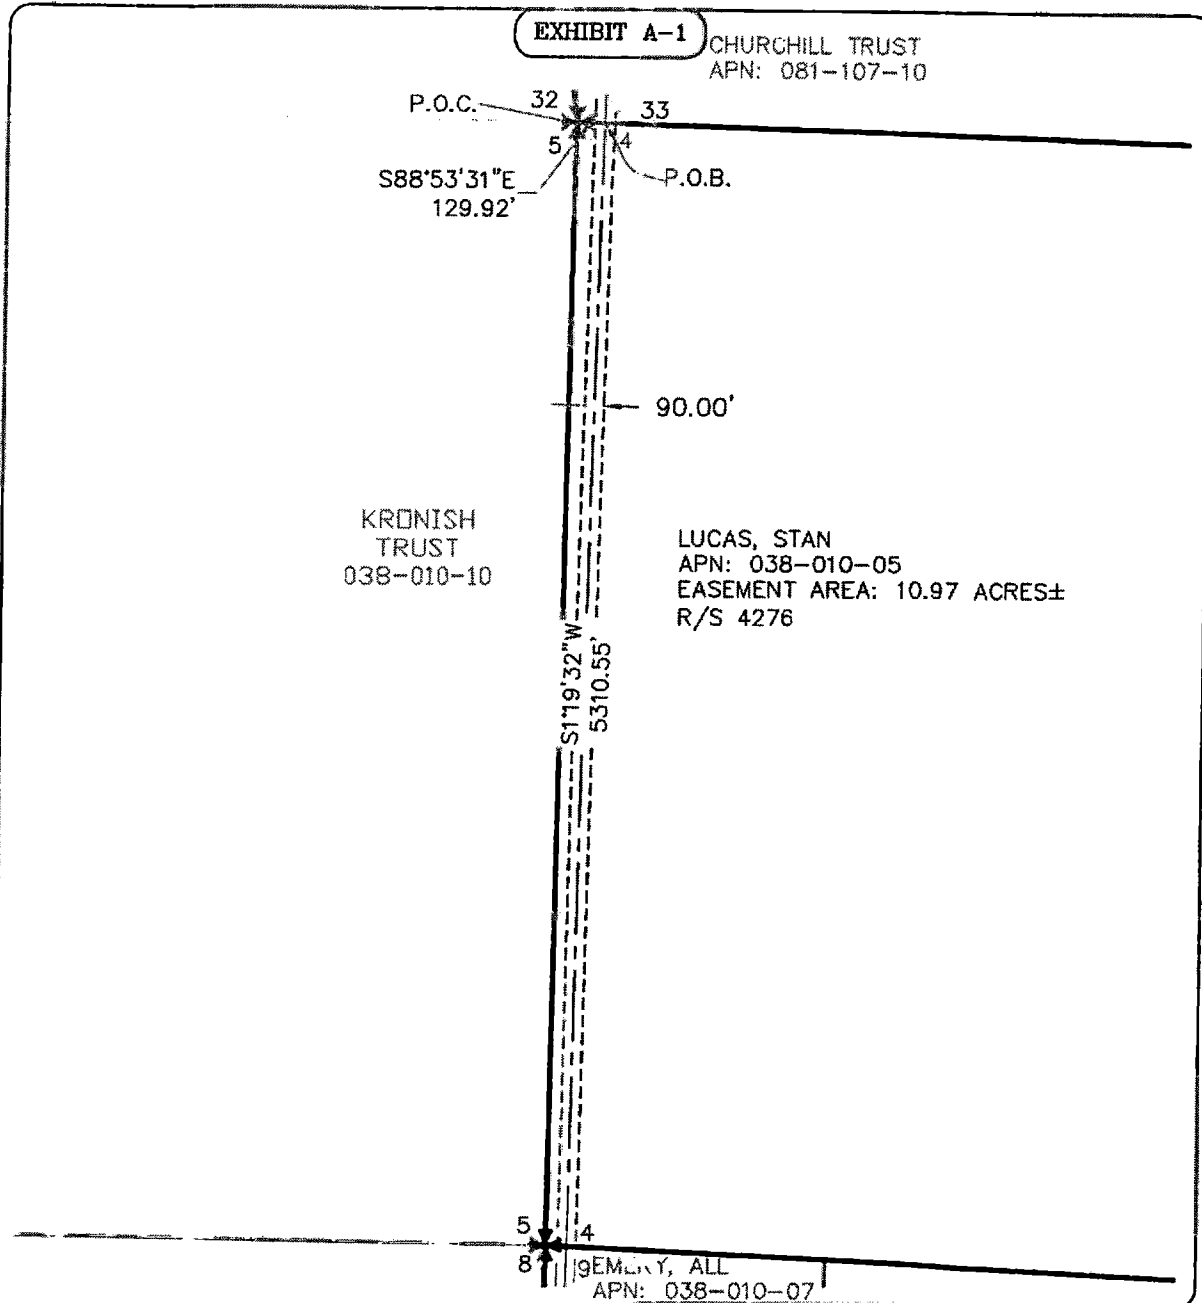 EXHIBIT A-1
CHURCHILL TRUST
APN: 081-107-10
P.O.C.
32
33
5
4
S88°53'31"E
129.92'
P.O.B.
90.00'
KRONISH
TRUST
038-010-10
LUCAS, STAN
APN: 038-010-05
EASEMENT AREA: 10.97 ACRES±
R/S 4276
S1°19'32"W
5310.55'
5
4
8
9
ALL
APN: 038-010-07